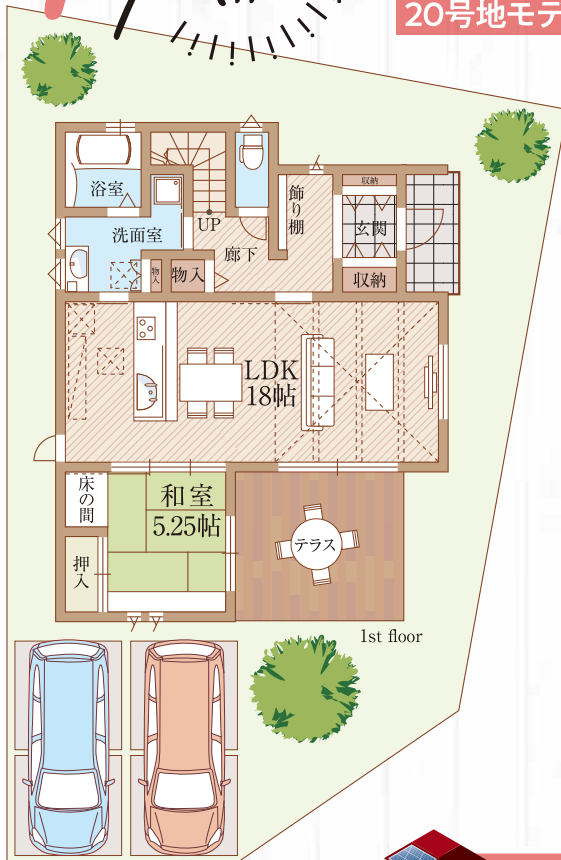 20号地モデ
浴室
洗面室
UP
飾り棚
収納
玄関
収納
廊下
物入
物入
LDK
18帖
床の間
和室
5.25帖
押入
テラス
1st floor